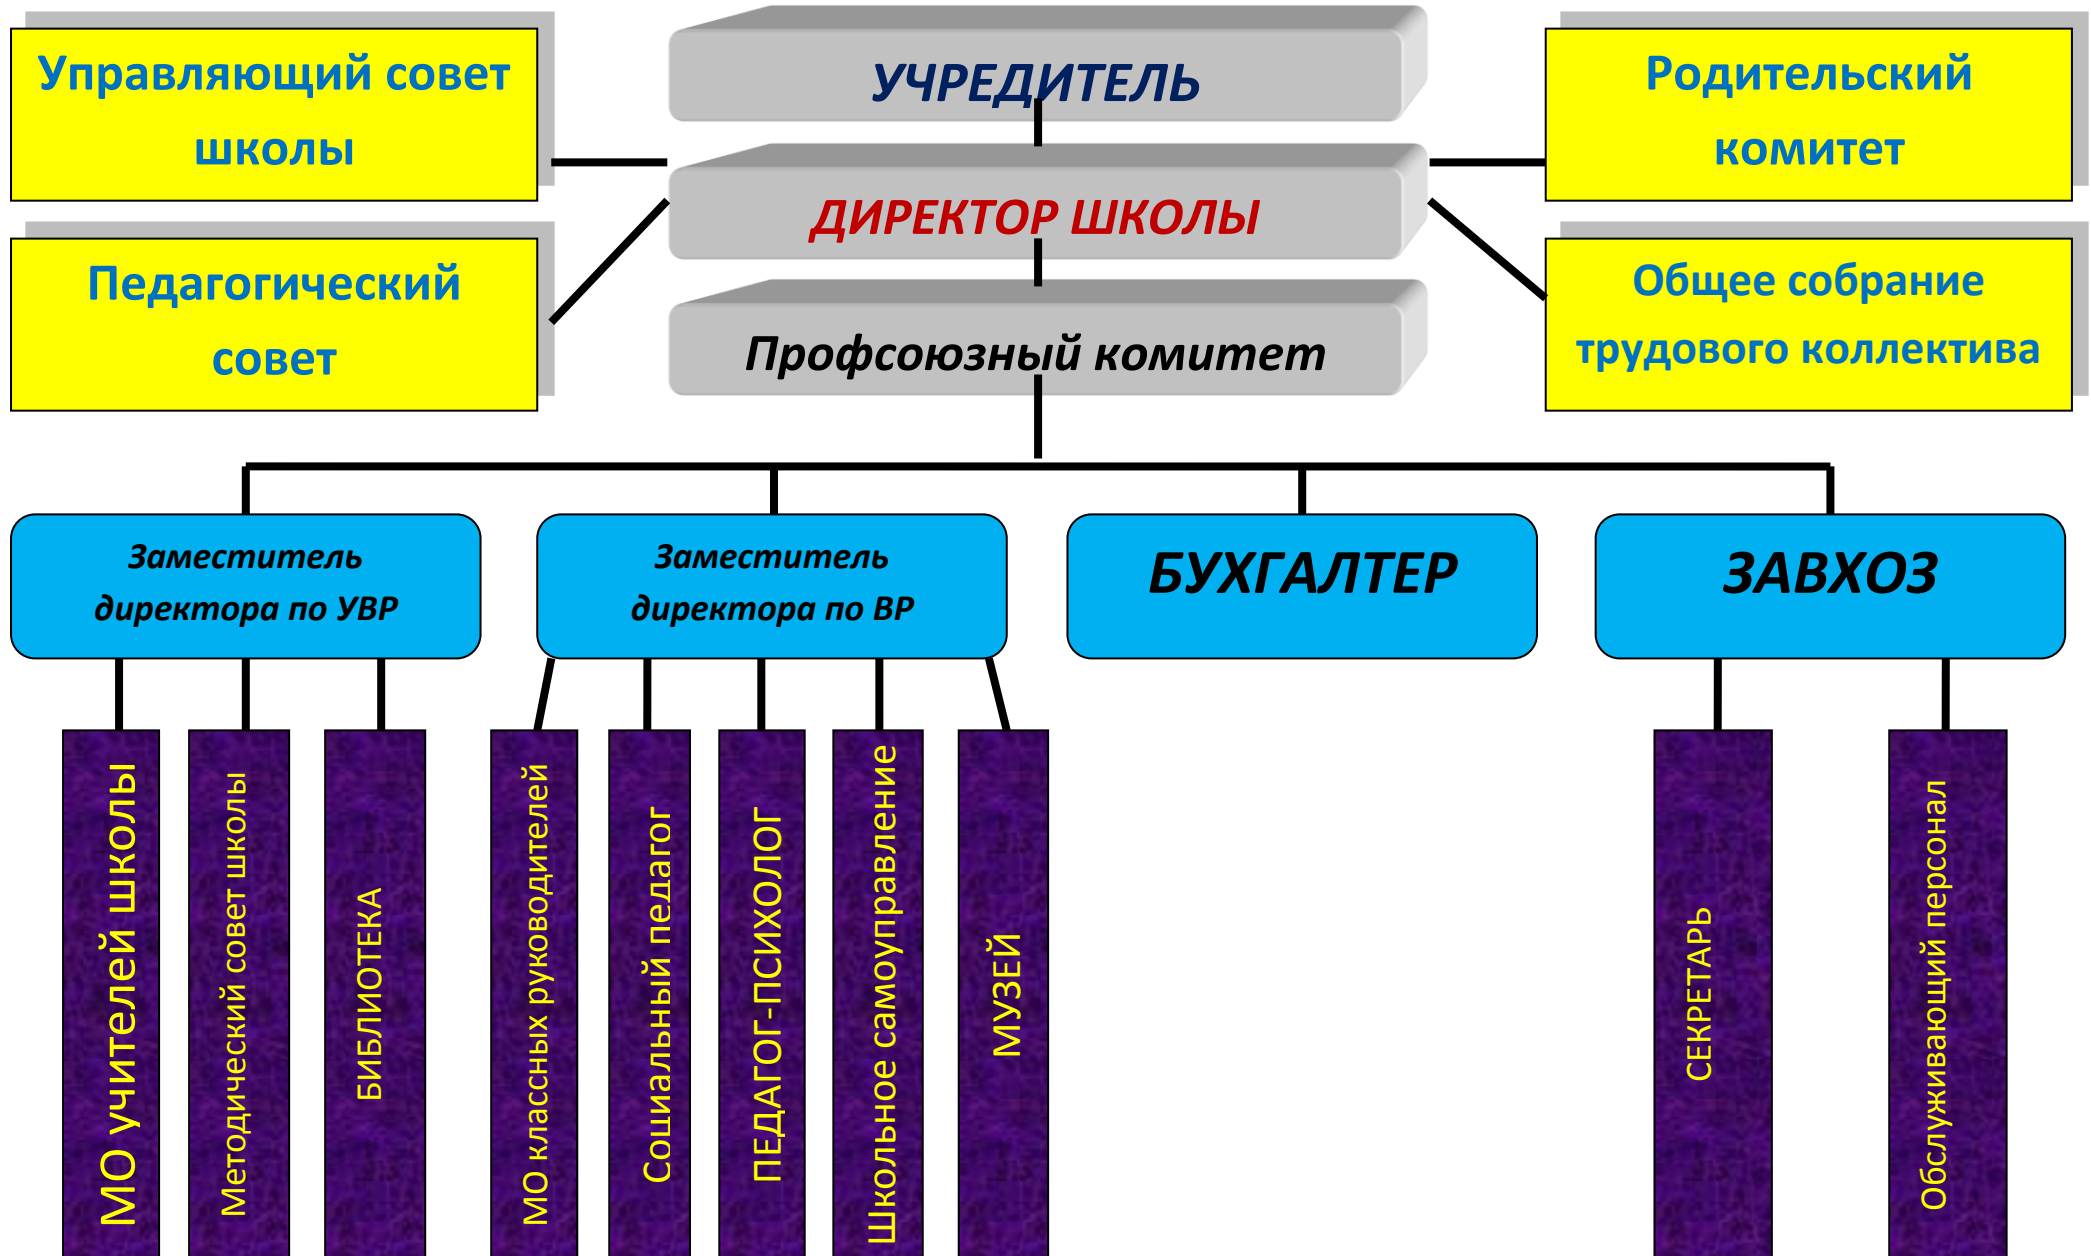 Управляющий совет
школы
УЧРЕДИТЕЛЬ
Родительский
комитет
ДИРЕКТОР ШКОЛЫ
Педагогический
совет
Профсоюзный комитет
Общее собрание
трудового коллектива
Заместитель
директора по УВР
Заместитель
директора по ВР
БУХГАЛТЕР
ЗАВХОЗ
МО учителей школы
Методический совет школы
БИБЛИОТЕКА
МО классных руководителей
Сошиальный педагог
ПЕДАГОГ-ПСИХОЛОГ
Школьное самоуправление
МУЗЕЙ
СЕКРЕТАРЬ
Обслуживающий персонал